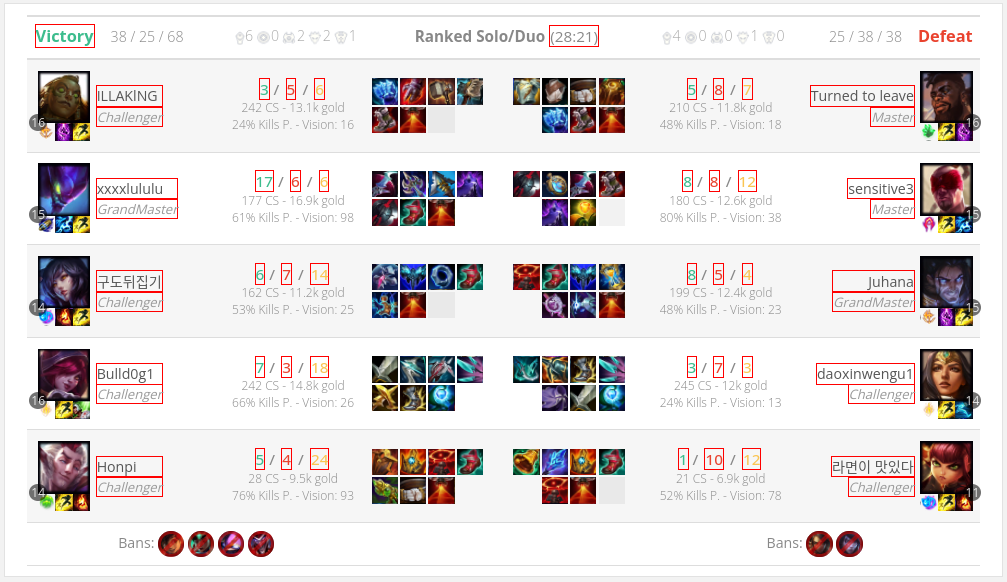 Victory 38 / 25 / 68 6 0 2 2 1 Ranked Solo/Duo (28:21) 4 0 0 1 0 25 / 38 / 38 Defeat
ILLAKlNG 3 / 5 / 6 5 / 8 / 7 Turned to leave
Challenger 242 CS - 13.1k gold 210 CS - 11.8k gold Master
16 24% Kills P. - Vision: 16 48% Kills P. - Vision: 18 16
xxxxlululu 17 / 6 / 6 8 / 8 / 12 sensitive3
GrandMaster 177 CS - 16.9k gold 180 CS - 12.6k gold Master
15 61% Kills P. - Vision: 98 80% Kills P. - Vision: 38 15
구도뒤집기 6 / 7 / 14 8 / 5 / 4 Juhana
Challenger 162 CS - 11.2k gold 199 CS - 12.4k gold GrandMaster
14 53% Kills P. - Vision: 25 48% Kills P. - Vision: 23 15
Bulld0g1 7 / 3 / 18 3 / 7 / 3 daoxinwengu1
Challenger 242 CS - 14.8k gold 245 CS - 12k gold Challenger
16 66% Kills P. - Vision: 26 24% Kills P. - Vision: 13 14
Honpi 5 / 4 / 24 1 / 10 / 12 라면이 맛있다
Challenger 28 CS - 9.5k gold 21 CS - 6.9k gold Challenger
14 76% Kills P. - Vision: 93 52% Kills P. - Vision: 78 11
Bans: Bans: